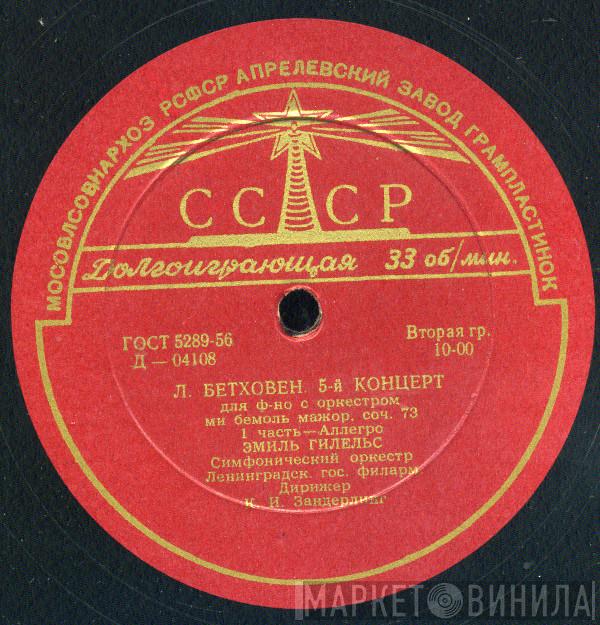 МОСОВЛСОВНАРХОЗ РСФСР АПРЕЛЕВСКИЙ ЗАВОД ГРАМПЛАСТИНОК
СССР
Долгоиграющая 33 об/мин.
ГОСТ 5289-56
Д — 04108
Вторая гр.
10-00
Л. БЕТХОВЕН. 5-й КОНЦЕРТ
для ф-но с оркестром
ми бемоль мажор. соч. 73
1 часть—Аллегро
ЭМИЛЬ ГИЛЕЛЬС
Симфонический оркестр
Ленинградск. гос. филарм.
Дирижер
К. И. Зандерлинг
МАРКЕТ ВИНИЛА